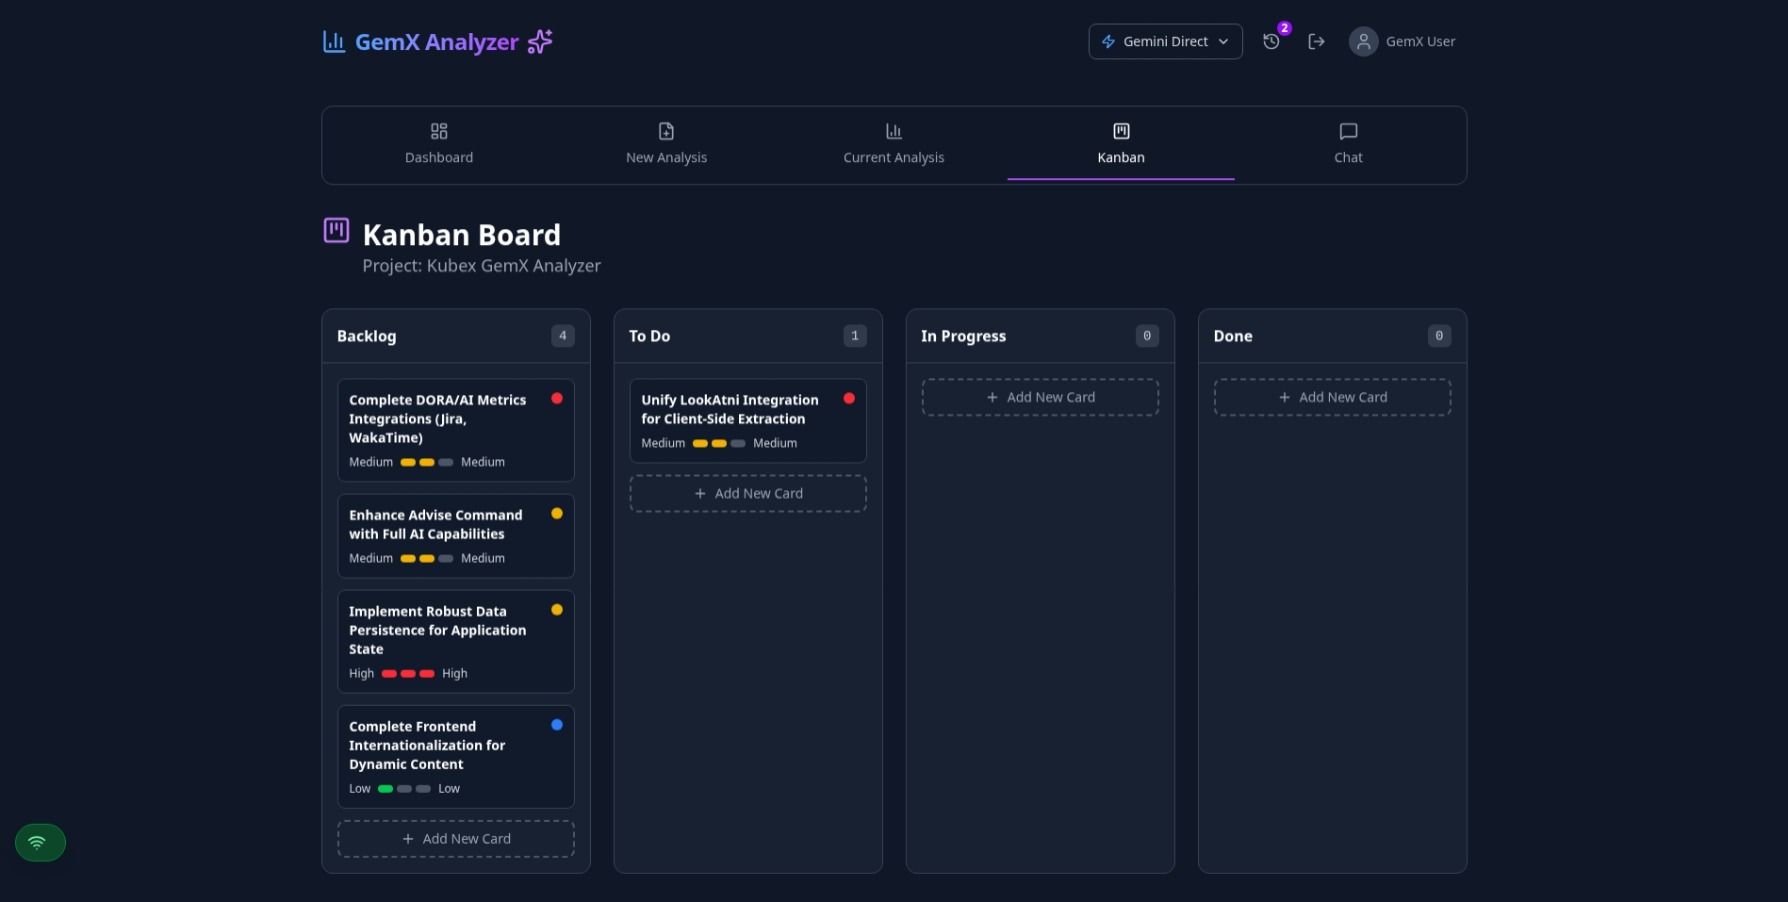 GemX Analyzer
Gemini Direct
2
GemX User
Dashboard
New Analysis
Current Analysis
Kanban
Chat
Kanban Board
Project: Kubex GemX Analyzer
Backlog
4
Complete DORA/AI Metrics
Integrations (Jira,
WakaTime)
Medium Medium
Enhance Advise Command
with Full AI Capabilities
Medium Medium
Implement Robust Data
Persistence for Application
State
High High
Complete Frontend
Internationalization for
Dynamic Content
Low Low
+ Add New Card
To Do
1
Unify LookAtni Integration
for Client-Side Extraction
Medium Medium
+ Add New Card
In Progress
0
+ Add New Card
Done
0
+ Add New Card